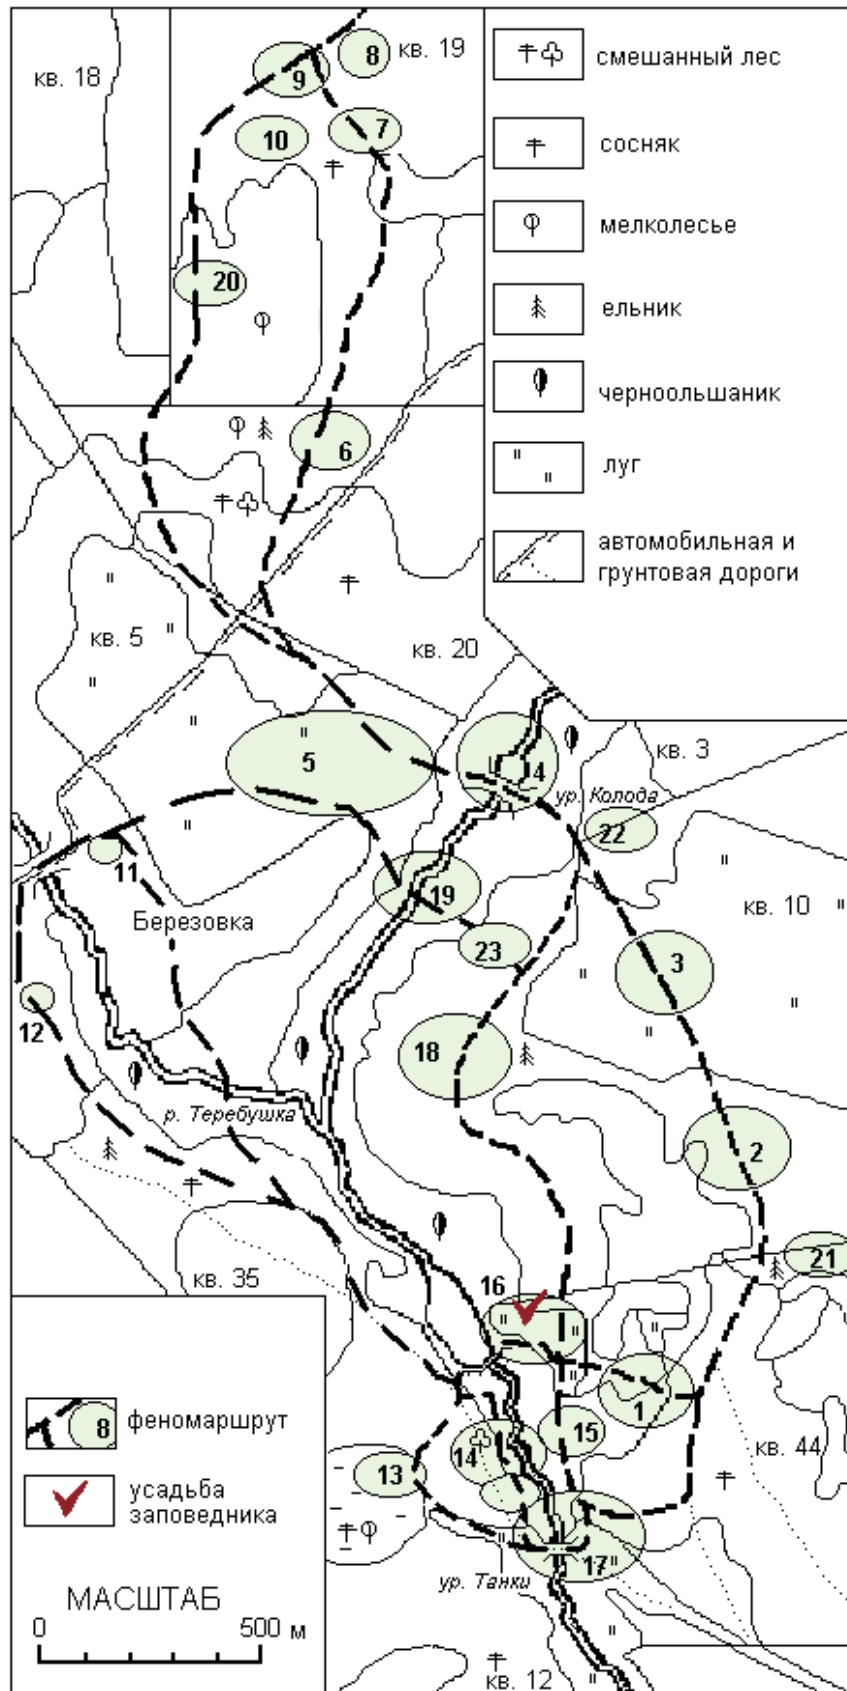 кв. 18
9
8
кв. 19
10
7
20
6
кв. 5
кв. 20
5
4
кв. 3
ур. Колода
22
11
19
Березовка
кв. 10
23
3
12
18
р. Теребушка
2
кв. 35
16
21
1
15
14
13
кв. 44
17
ур. Танки
кв. 12
смешанный лес
сосняк
мелколесье
ельник
черноольшаник
луг
автомобильная и
грунтовая дороги
8 феномаршрут
усадьба
заповедника
МАСШТАБ
0 500 м